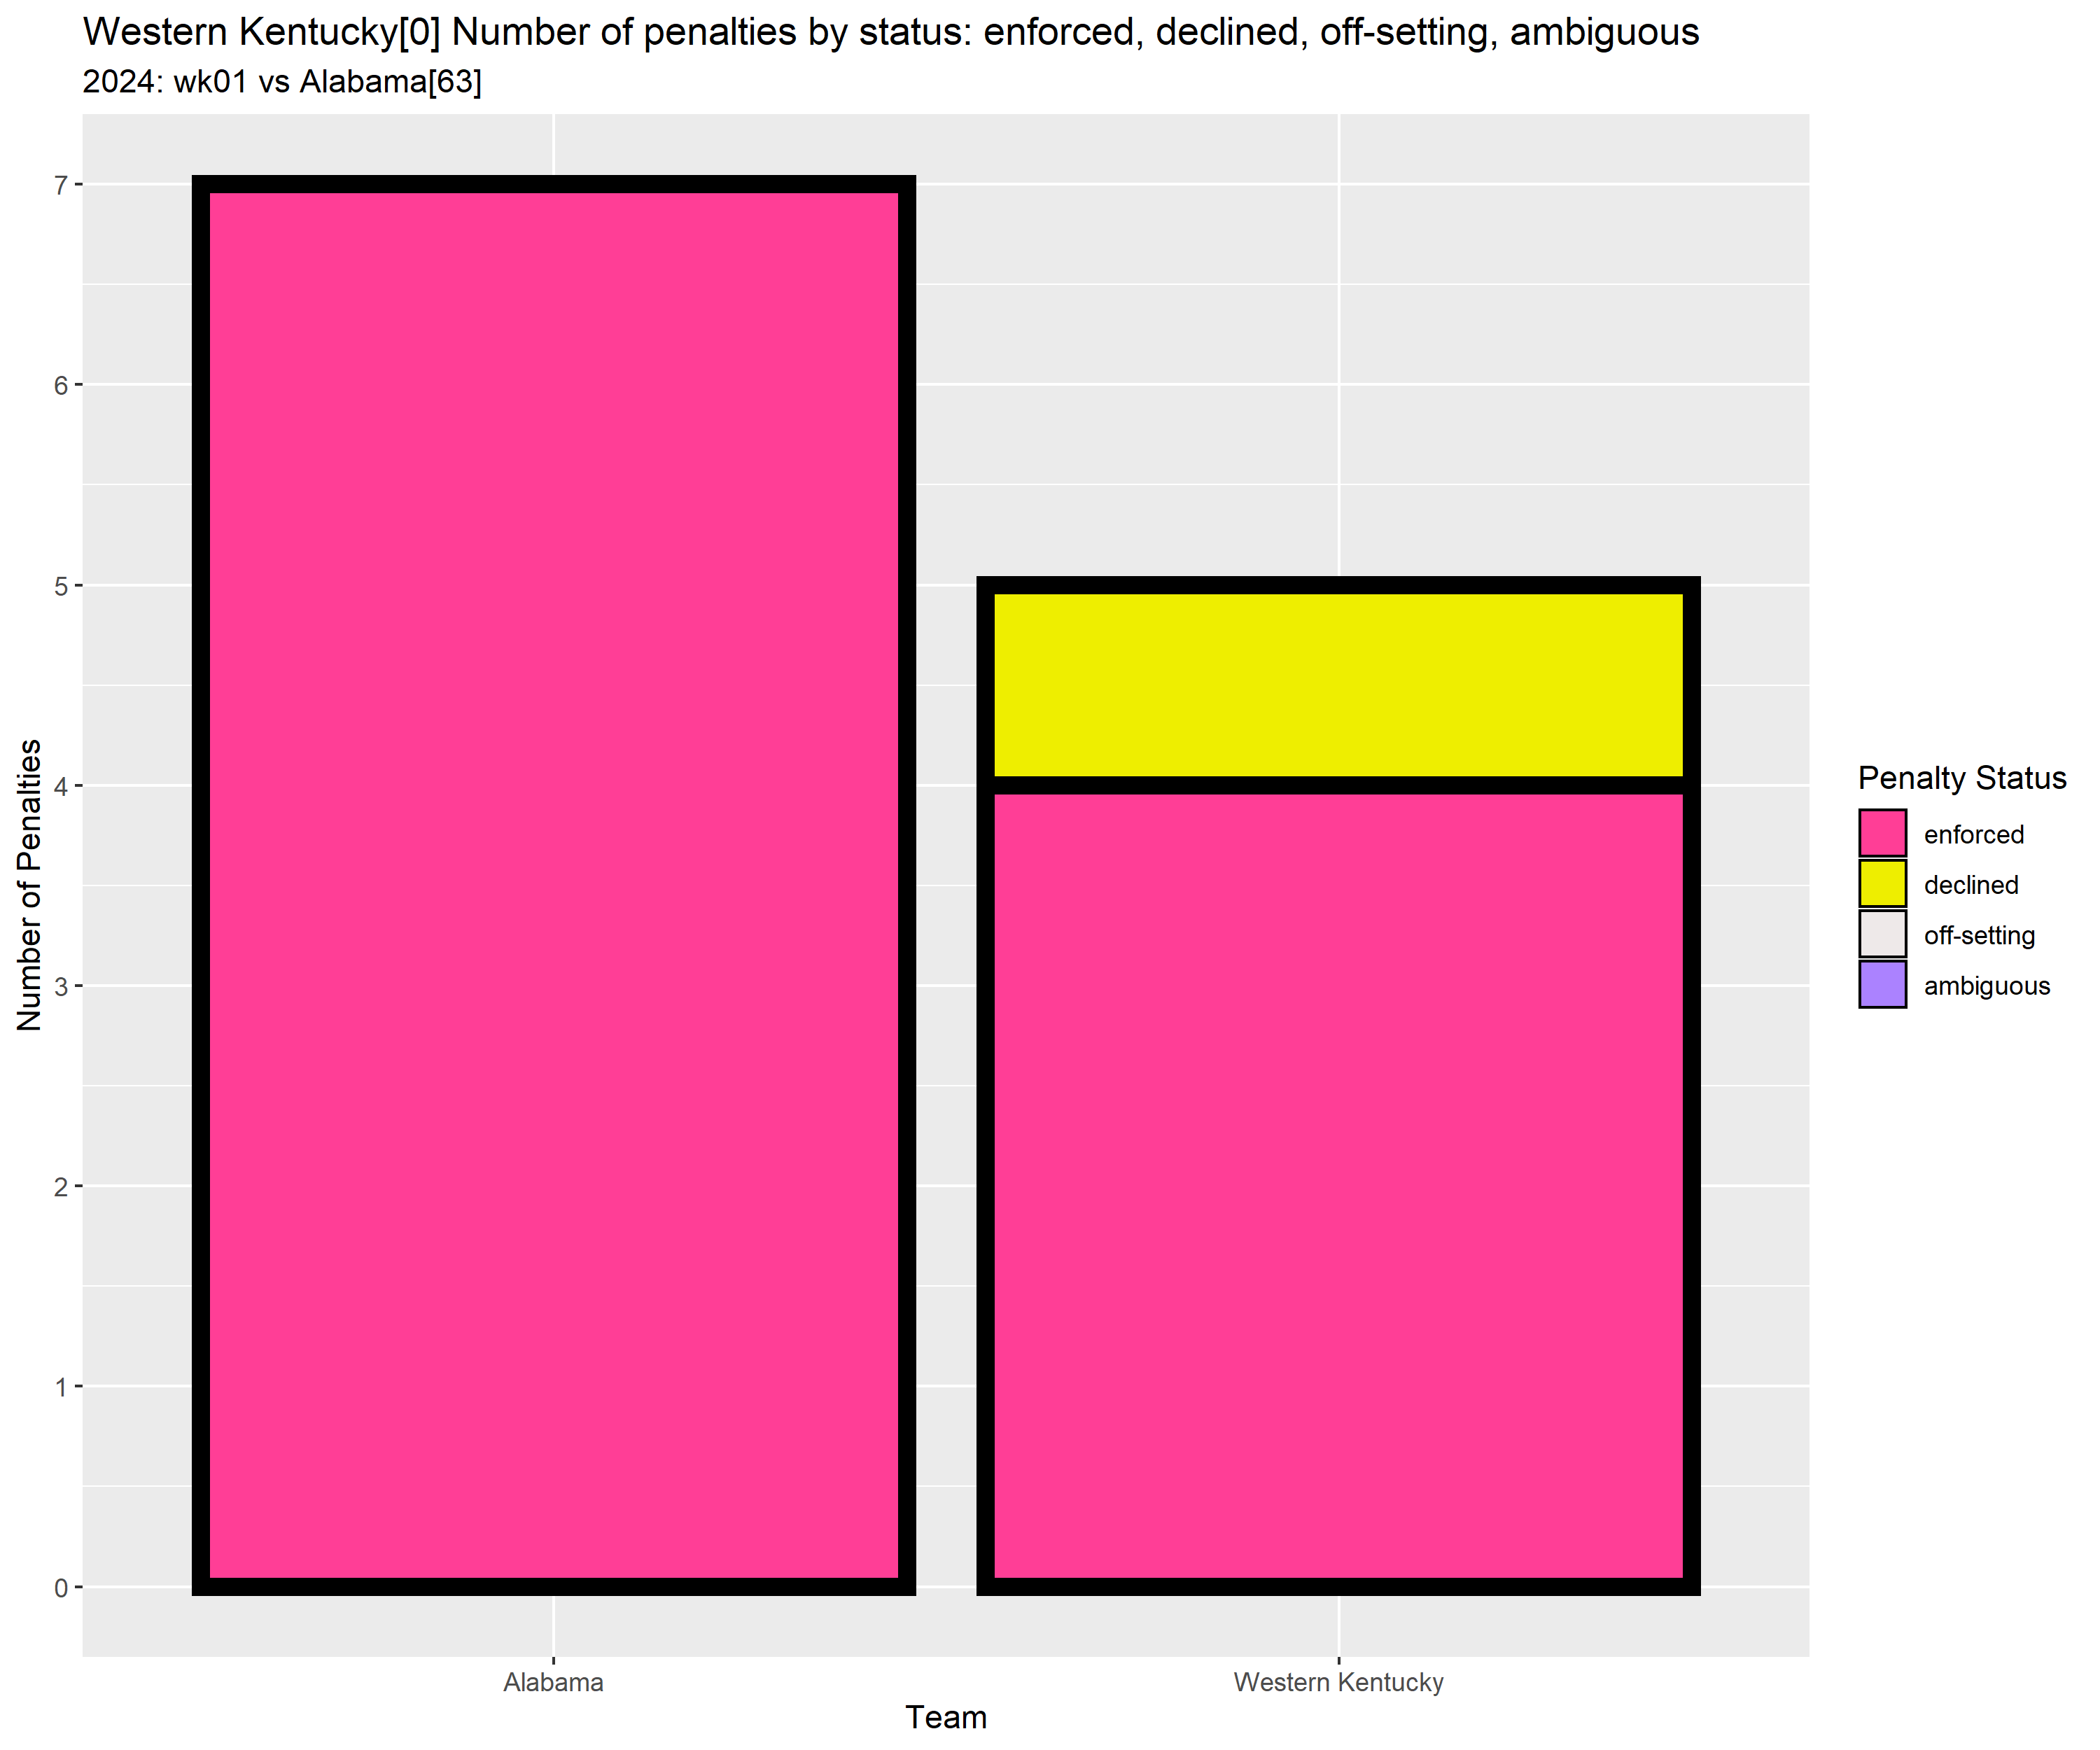 Western Kentucky[0] Number of penalties by status: enforced, declined, off-setting, ambiguous
2024: wk01 vs Alabama[63]
Number of Penalties
7
6
5
4
3
2
1
0
Alabama
Western Kentucky
Team
Penalty Status
enforced
declined
off-setting
ambiguous